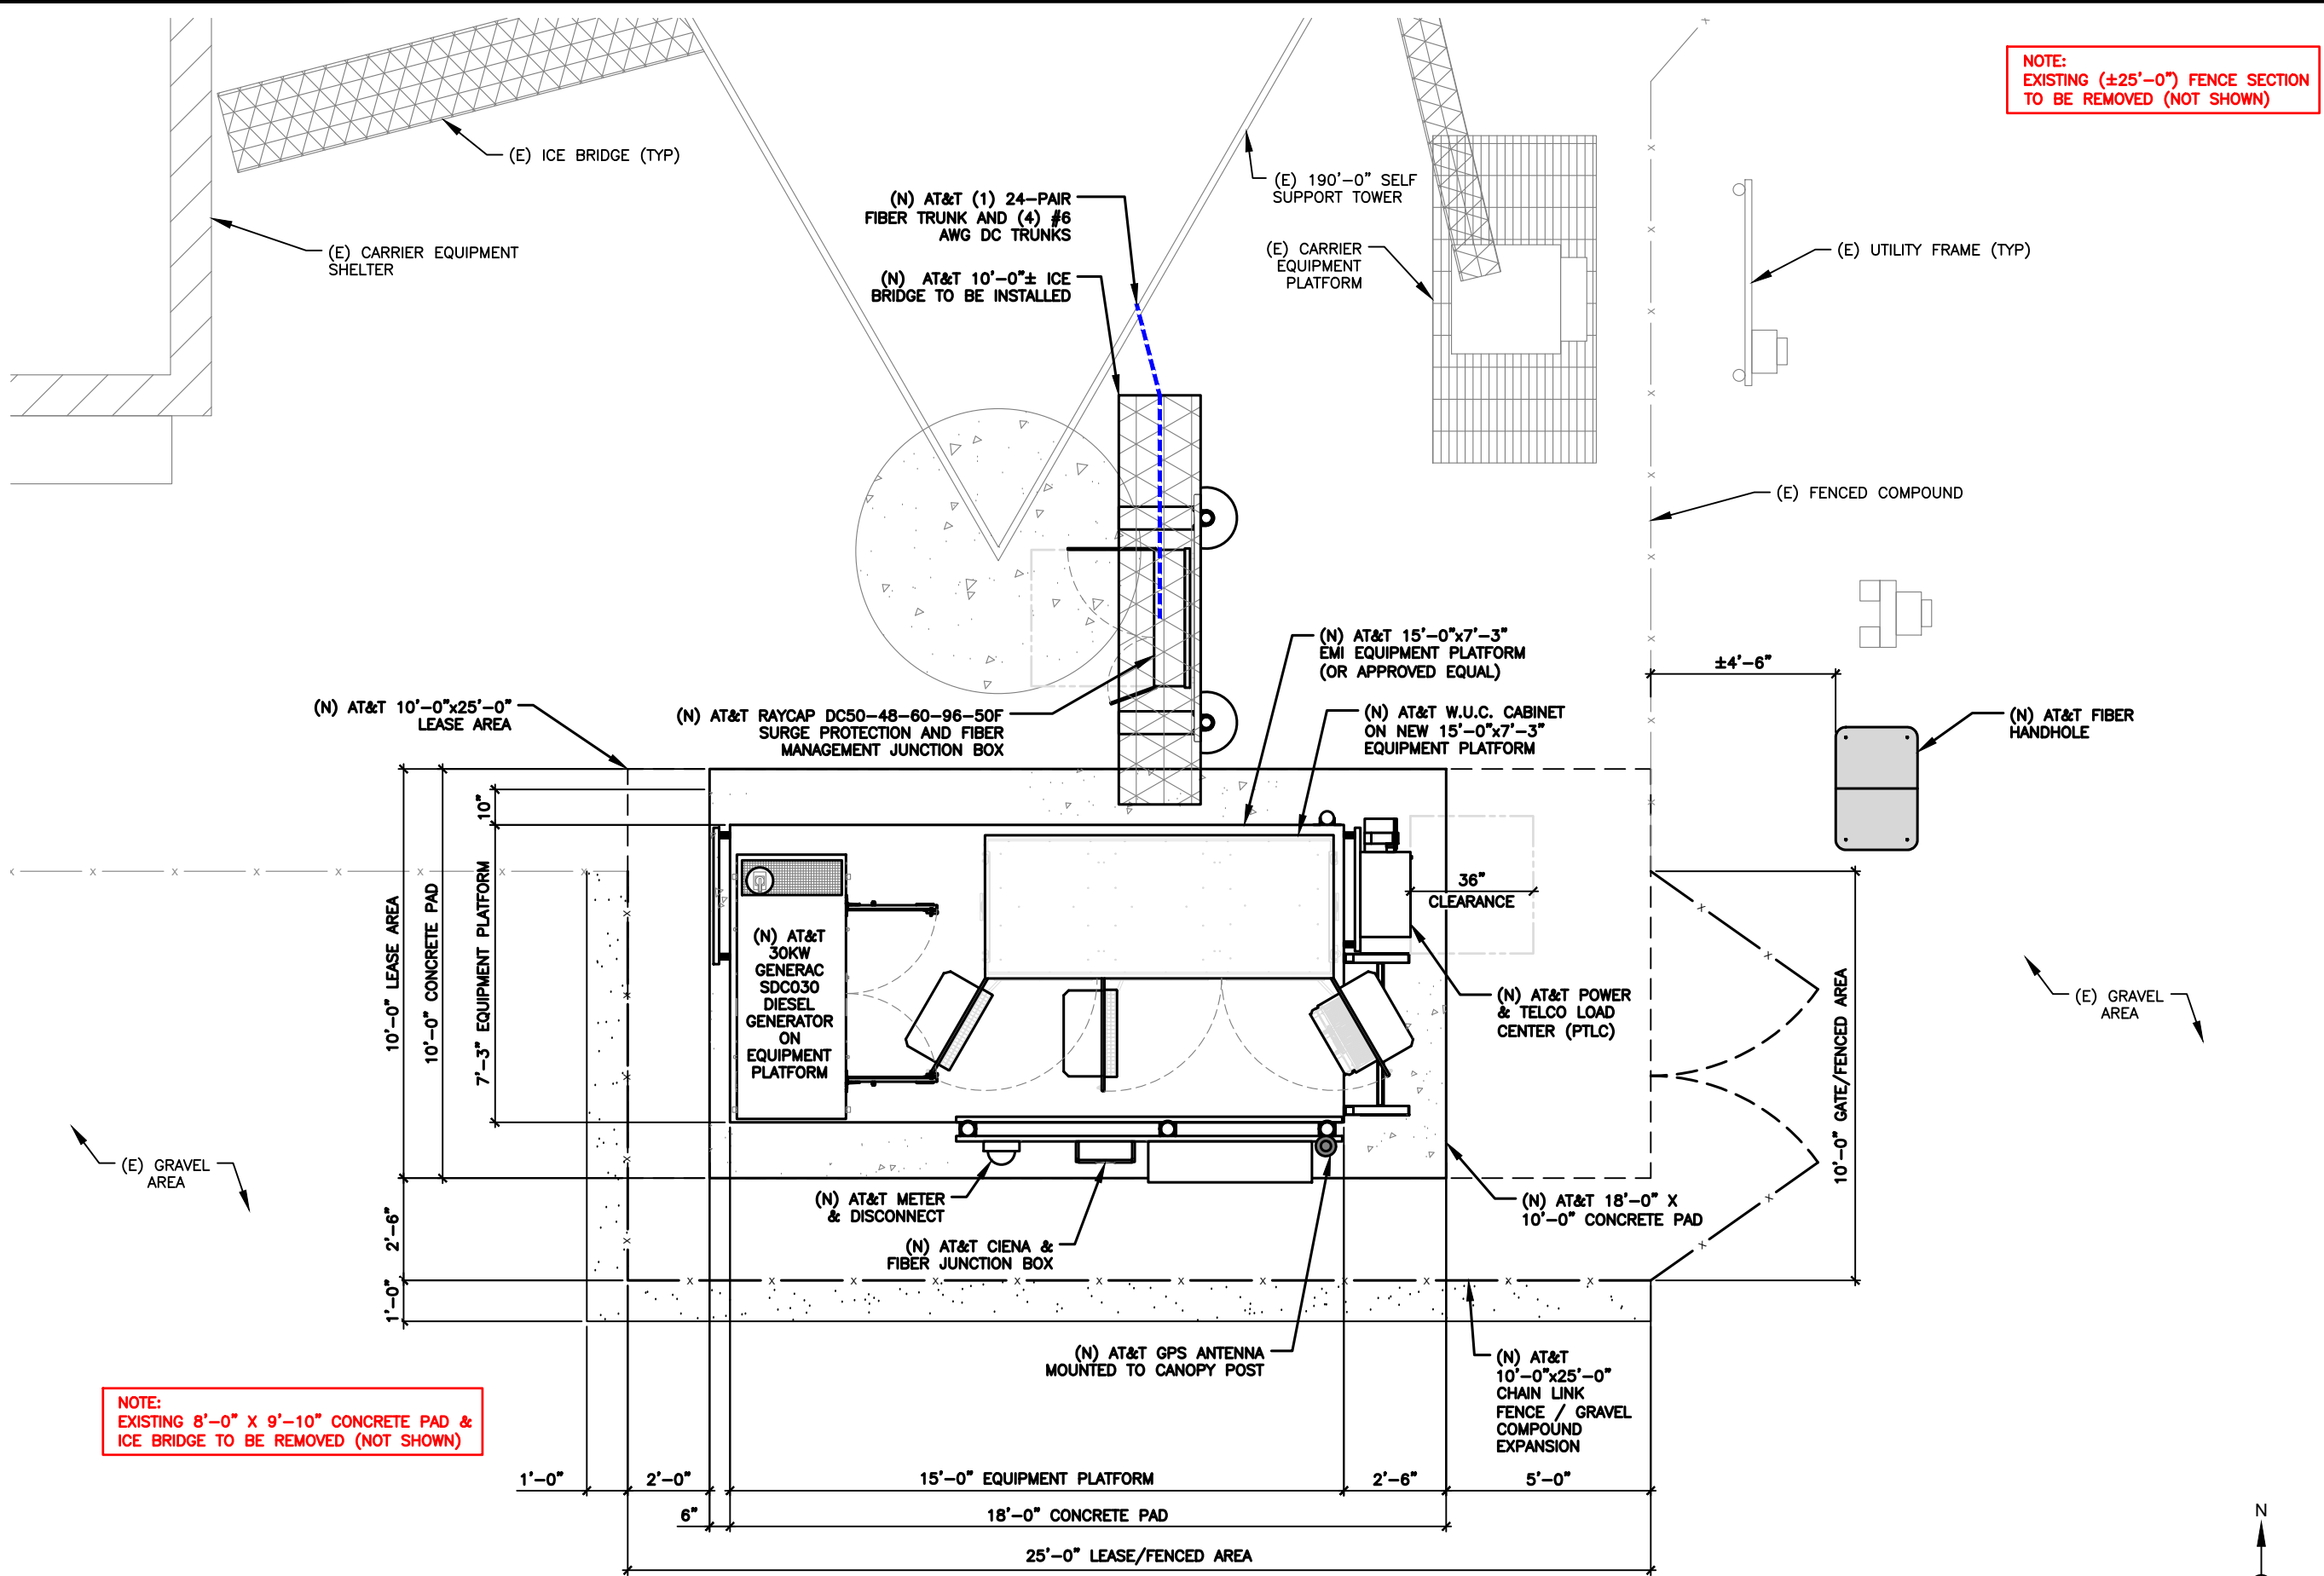 NOTE:
EXISTING (±25'-0") FENCE SECTION
TO BE REMOVED (NOT SHOWN)
(E) ICE BRIDGE (TYP)
(E) 190'-0" SELF
SUPPORT TOWER
(N) AT&T (1) 24-PAIR
FIBER TRUNK AND (4) #6
AWG DC TRUNKS
(E) CARRIER EQUIPMENT
SHELTER
(E) CARRIER
EQUIPMENT
PLATFORM
(E) UTILITY FRAME (TYP)
(N) AT&T 10'-0"± ICE
BRIDGE TO BE INSTALLED
(E) FENCED COMPOUND
(N) AT&T 15'-0"x7'-3"
EMI EQUIPMENT PLATFORM
(OR APPROVED EQUAL)
±4'-6"
(N) AT&T 10'-0"x25'-0"
LEASE AREA
(N) AT&T RAYCAP DC50-48-60-96-50F
SURGE PROTECTION AND FIBER
MANAGEMENT JUNCTION BOX
(N) AT&T W.U.C. CABINET
ON NEW 15'-0"x7'-3"
EQUIPMENT PLATFORM
(N) AT&T FIBER
HANDHOLE
10'-0" LEASE AREA
10'-0" CONCRETE PAD
7'-3" EQUIPMENT PLATFORM
10"
36"
CLEARANCE
(N) AT&T
30KW
GENERAC
SDC030
DIESEL
GENERATOR
ON
EQUIPMENT
PLATFORM
(N) AT&T POWER
& TELCO LOAD
CENTER (PTLC)
10'-0" GATE/FENCED AREA
(E) GRAVEL
AREA
(E) GRAVEL
AREA
2'-6"
1'-0"
(N) AT&T METER
& DISCONNECT
(N) AT&T 18'-0" X
10'-0" CONCRETE PAD
(N) AT&T CIENA &
FIBER JUNCTION BOX
(N) AT&T GPS ANTENNA
MOUNTED TO CANOPY POST
(N) AT&T
10'-0"x25'-0"
CHAIN LINK
FENCE / GRAVEL
COMPOUND
EXPANSION
NOTE:
EXISTING 8'-0" X 9'-10" CONCRETE PAD &
ICE BRIDGE TO BE REMOVED (NOT SHOWN)
1'-0"
2'-0"
15'-0" EQUIPMENT PLATFORM
2'-6"
5'-0"
6"
18'-0" CONCRETE PAD
25'-0" LEASE/FENCED AREA
N